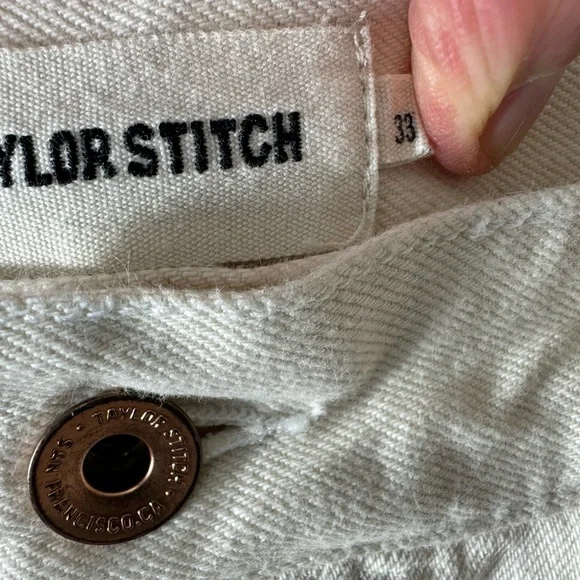 YLOR STITCH
33
TAYLOR STITCH
SAN FRANCISCO.CA